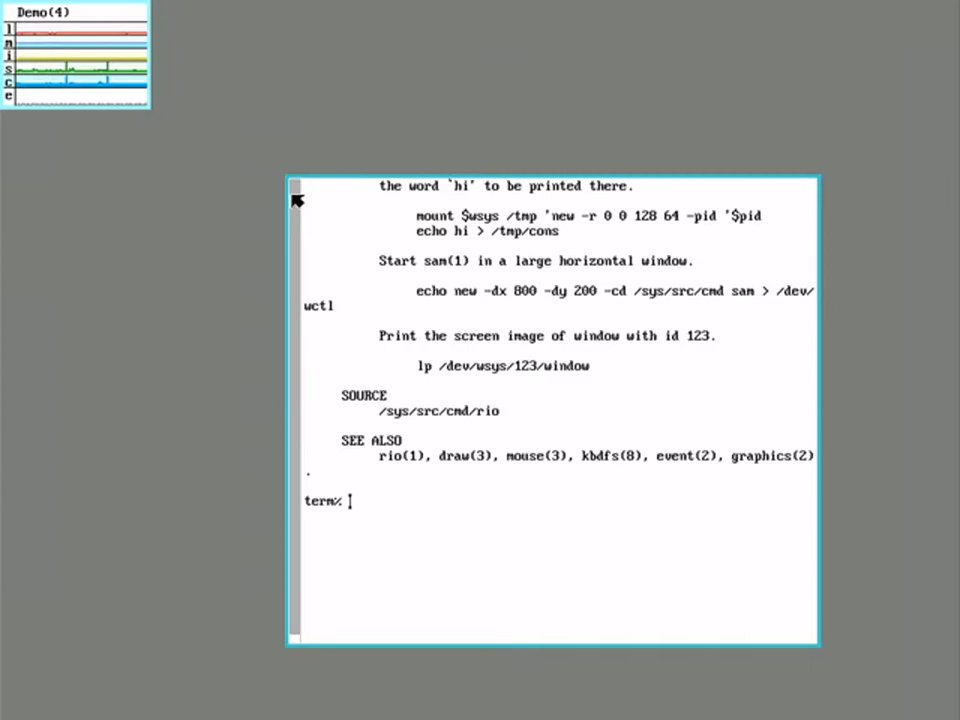 Demo(4)
l
m
i
s
c
e
the word `hi' to be printed there.
mount $wsys /tmp 'new -r 0 0 128 64 -pid '$pid
echo hi > /tmp/cons
Start sam(1) in a large horizontal window.
echo new -dx 800 -dy 200 -cd /sys/src/cmd sam > /dev/
wctl
Print the screen image of window with id 123.
lp /dev/wsys/123/window
SOURCE
/sys/src/cmd/rio
SEE ALSO
rio(1), draw(3), mouse(3), kbdfs(8), event(2), graphics(2)
.
term%